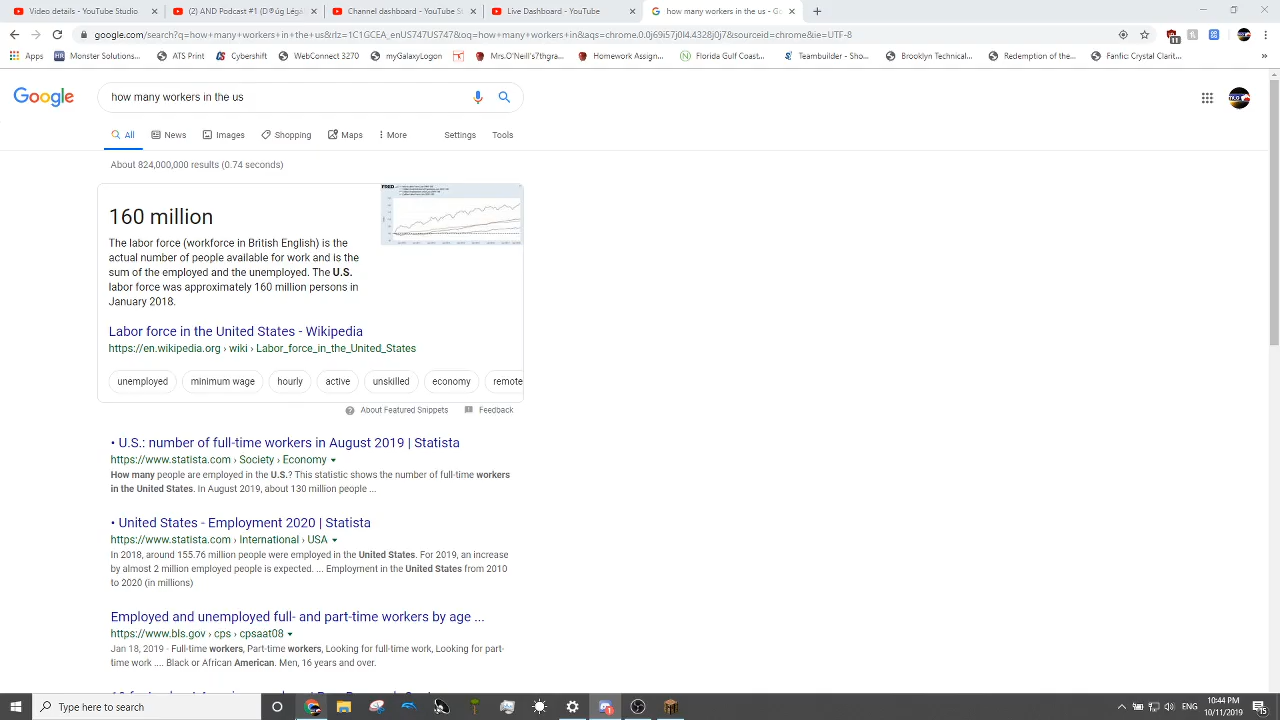 Video details - YouTube S
(2) AND Podcast #1
Channel dashboard - YouTube S
Live Dashboard - YouTube
how many workers in the us - G
google.com/search?q=how+many+workers+in+the+us&rlz=1C1GCEA_enUS747US747&oq=how+many+workers+in&aqs=chrome.0.0j69i57j0l4.4328j0j7&sourceid=chrome&ie=UTF-8
11
Apps
Monster Solutions...
ATS Print
Cybershift
WebConnect 3270
myGalaxyLogon
Mrs.O'Neill's7thgra...
Homework Assign...
Florida Gulf Coast...
Teambuilder - Sho...
Brooklyn Technical...
Redemption of the...
Fanfic: Crystal Clarit...
Google
how many workers in the us
All News Images Shopping Maps More Settings Tools
About 824,000,000 results (0.74 seconds)
FRED
160 million
The labor force (workforce in British English) is the
actual number of people available for work and is the
sum of the employed and the unemployed. The U.S.
labor force was approximately 160 million persons in
January 2018.
Labor force in the United States - Wikipedia
https://en.wikipedia.org › wiki › Labor_force_in_the_United_States
unemployed minimum wage hourly active unskilled economy remote
About Featured Snippets Feedback
• U.S.: number of full-time workers in August 2019 | Statista
https://www.statista.com › Society › Economy
How many people are employed in the U.S.? This statistic shows the number of full-time workers
in the United States. In August 2019, about 130 million people ...
• United States - Employment 2020 | Statista
https://www.statista.com › International › USA
In 2018, around 155.76 million people were employed in the United States. For 2019, an increase
by almost 2 million employed people is expected. ... Employment in the United States from 2010
to 2020 (in millions)
Employed and unemployed full- and part-time workers by age ...
https://www.bls.gov › cps › cpsaat08
Jan 18, 2019 · Full-time workers, Part-time workers, Looking for full-time work, Looking for part-
time work .... Black or African American. Men, 16 years and over.
Type here to search
ENG
10:44 PM
10/11/2019
15